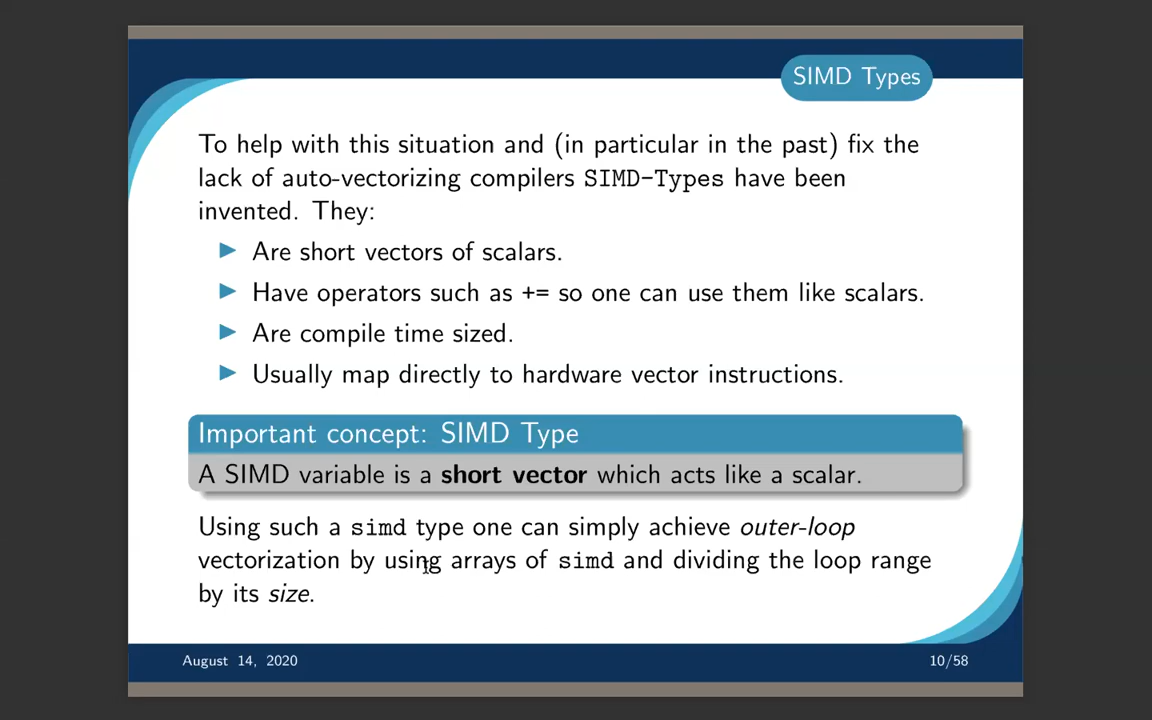 SIMD Types
To help with this situation and (in particular in the past) fix the
lack of auto-vectorizing compilers SIMD-Types have been
invented. They:
Are short vectors of scalars.
Have operators such as += so one can use them like scalars.
Are compile time sized.
Usually map directly to hardware vector instructions.
Important concept: SIMD Type
A SIMD variable is a short vector which acts like a scalar.
Using such a simd type one can simply achieve outer-loop
vectorization by using arrays of simd and dividing the loop range
by its size.
August 14, 2020 10/58